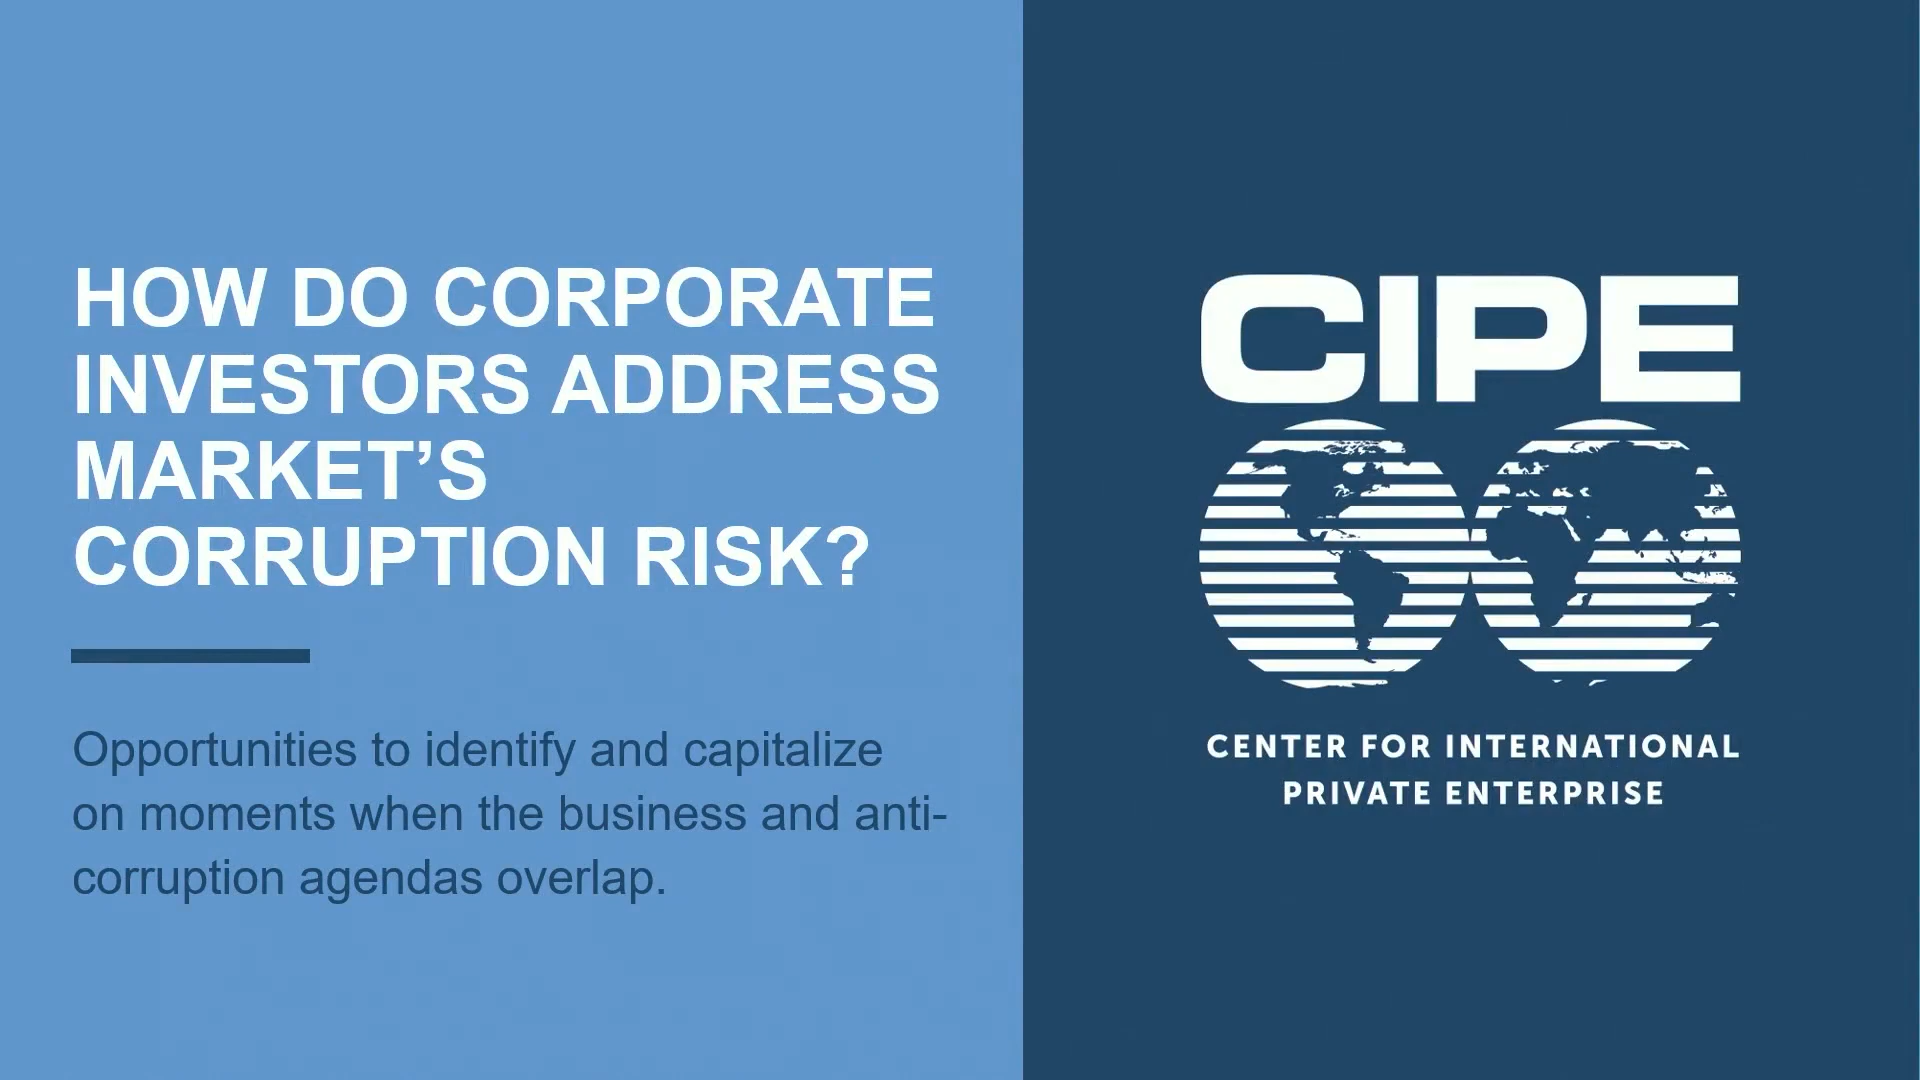 HOW DO CORPORATE
INVESTORS ADDRESS
MARKET’S
CORRUPTION RISK?
Opportunities to identify and capitalize
on moments when the business and anti-
corruption agendas overlap.
CIPE
CENTER FOR INTERNATIONAL
PRIVATE ENTERPRISE